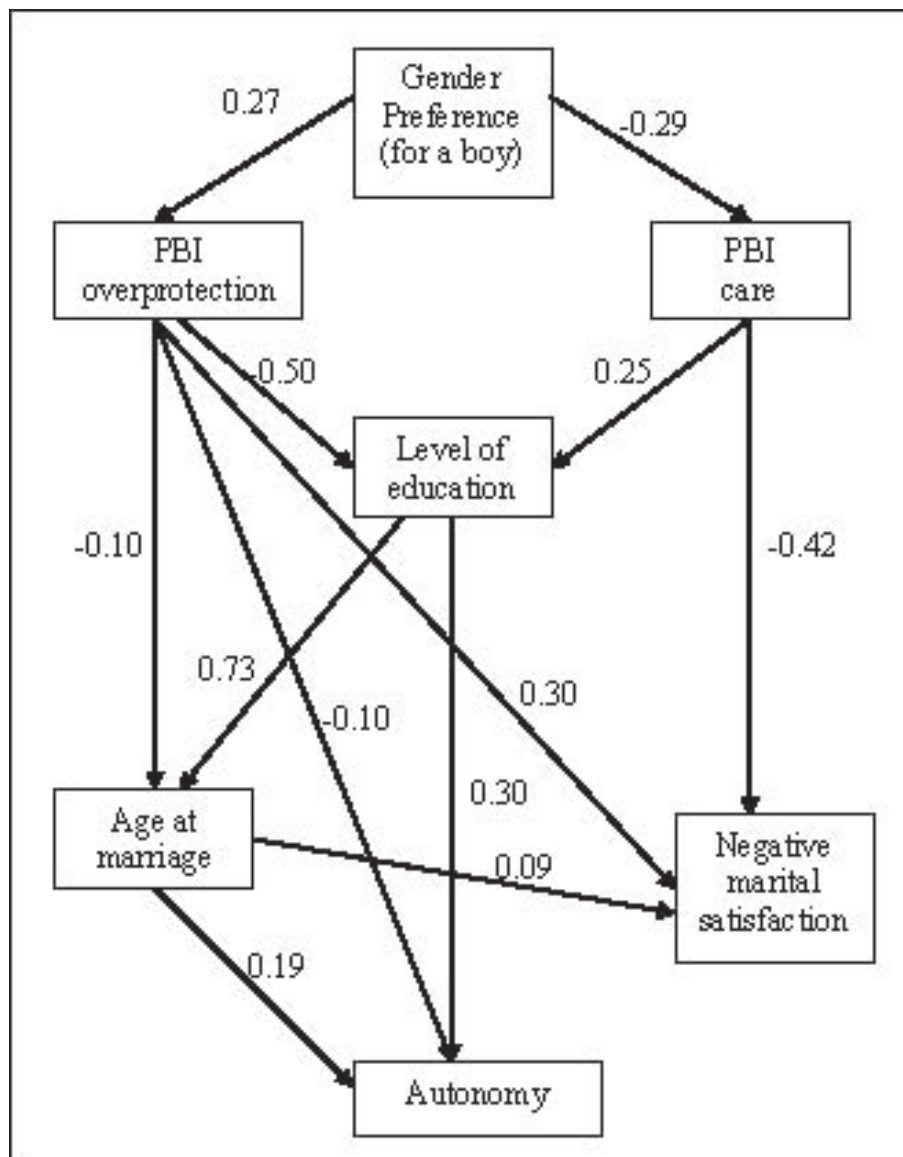 Gender
Preference
(for a boy)
0.27
-0.29
PBI
overprotection
PBI
care
-0.50
0.25
Level of
education
-0.10
-0.42
0.73
-0.10
0.30
0.30
Age at
marriage
0.09
Negative
marital
satisfaction
0.19
Autonomy